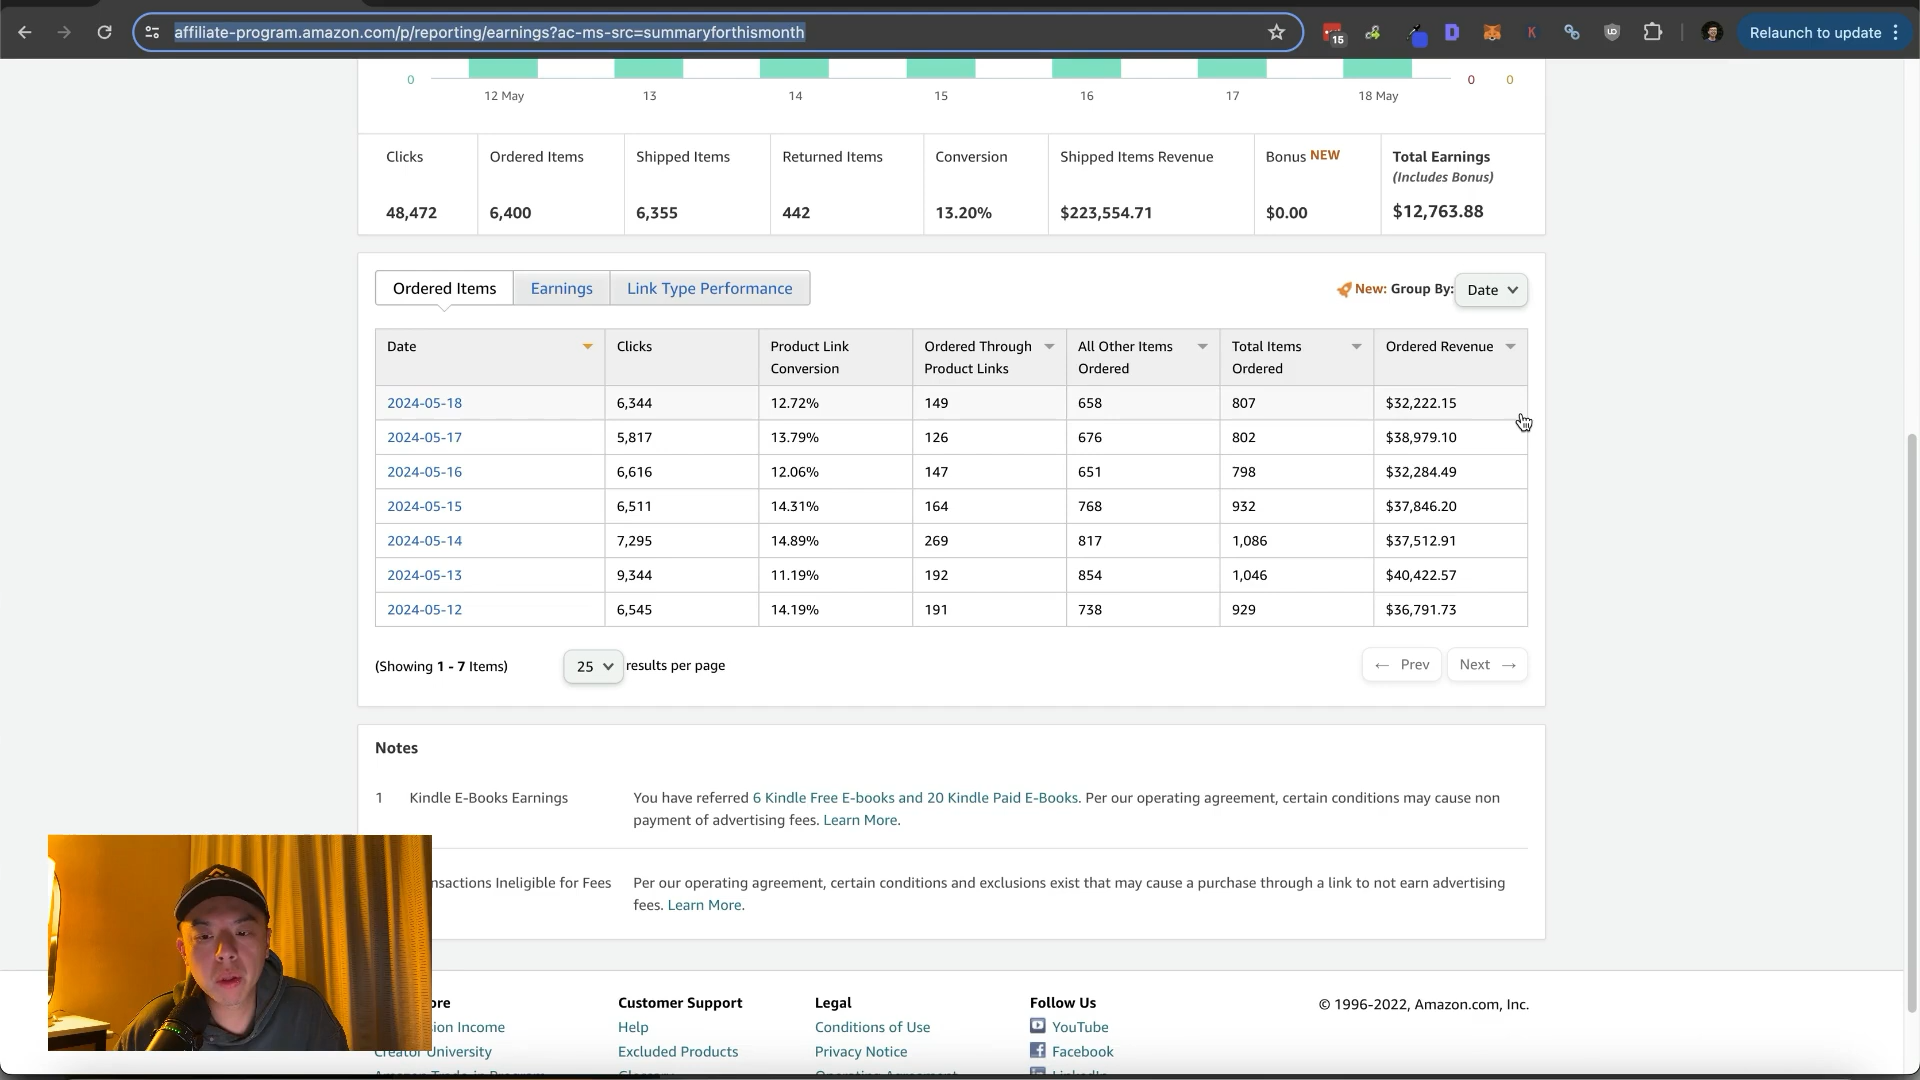 affiliate-program.amazon.com/p/reporting/earnings?ac-ms-src=summaryforthismonth
15
Relaunch to update
0
0 0
12 May 13 14 15 16 17 18 May
Clicks Ordered Items Shipped Items Returned Items Conversion Shipped Items Revenue Bonus NEW Total Earnings
(Includes Bonus)
48,472 6,400 6,355 442 13.20% $223,554.71 $0.00 $12,763.88
Ordered Items Earnings Link Type Performance
New: Group By: Date
Date Clicks Product Link Conversion Ordered Through Product Links All Other Items Ordered Total Items Ordered Ordered Revenue
2024-05-18 6,344 12.72% 149 658 807 $32,222.15
2024-05-17 5,817 13.79% 126 676 802 $38,979.10
2024-05-16 6,616 12.06% 147 651 798 $32,284.49
2024-05-15 6,511 14.31% 164 768 932 $37,846.20
2024-05-14 7,295 14.89% 269 817 1,086 $37,512.91
2024-05-13 9,344 11.19% 192 854 1,046 $40,422.57
2024-05-12 6,545 14.19% 191 738 929 $36,791.73
(Showing 1 - 7 Items) 25 results per page ← Prev Next →
Notes
1 Kindle E-Books Earnings You have referred 6 Kindle Free E-books and 20 Kindle Paid E-Books. Per our operating agreement, certain conditions may cause non
payment of advertising fees. Learn More.
nsactions Ineligible for Fees Per our operating agreement, certain conditions and exclusions exist that may cause a purchase through a link to not earn advertising
fees. Learn More.
ore Customer Support Legal Follow Us © 1996-2022, Amazon.com, Inc.
ion Income Help Conditions of Use YouTube
Creator University Excluded Products Privacy Notice Facebook